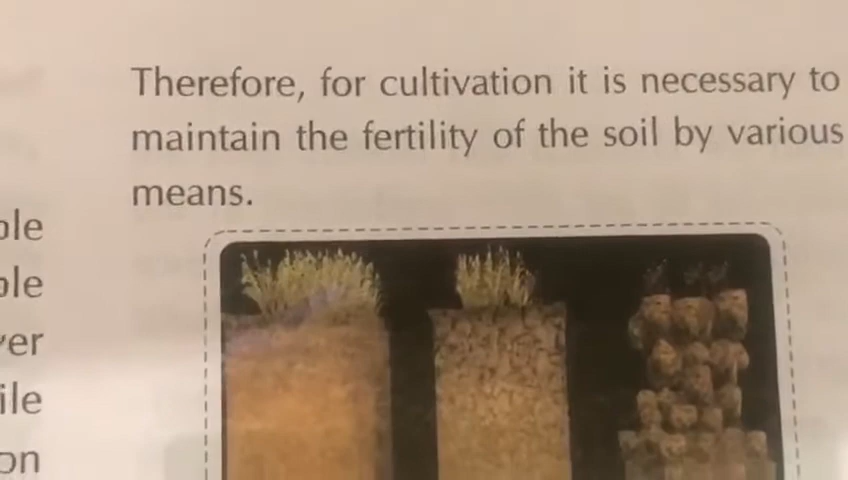 Therefore, for cultivation it is necessary to
maintain the fertility of the soil by various
means.